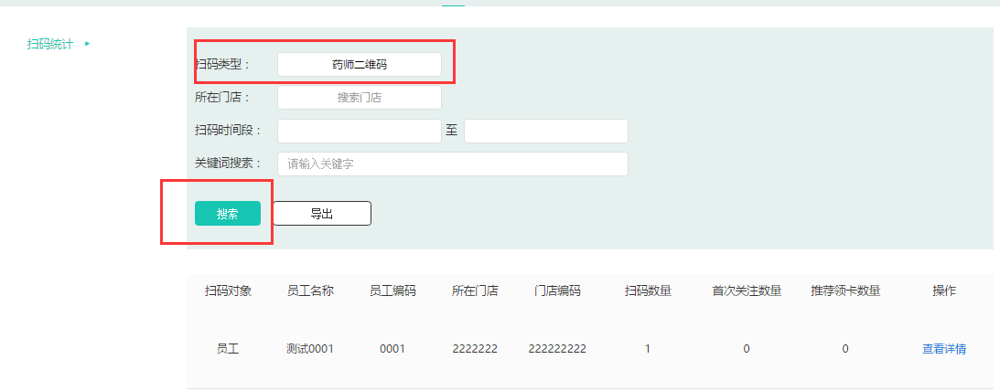 扫码统计
扫码类型： 药师二维码
所在门店： 搜索门店
扫码时间段： 至
关键词搜索： 请输入关键字
搜索 导出
扫码对象 员工名称 员工编码 所在门店 门店编码 扫码数量 首次关注数量 推荐领卡数量 操作
员工 测试0001 0001 2222222 222222222 1 0 0 查看详情